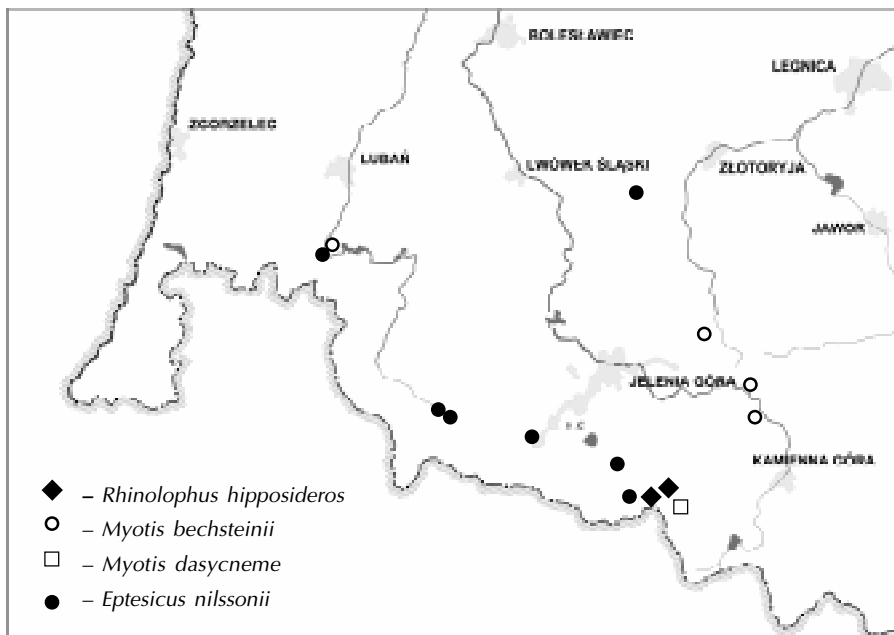 BOLESŁAWIEC
LEGNICA
ZGORZELEC
LUBAŃ
LWÓWEK ŚLĄSKI
ZŁOTORYJA
JAWOR
JELENIA GÓRA
KAMIENNA GÓRA
– Rhinolophus hipposideros
– Myotis bechsteinii
– Myotis dasycneme
– Eptesicus nilssonii